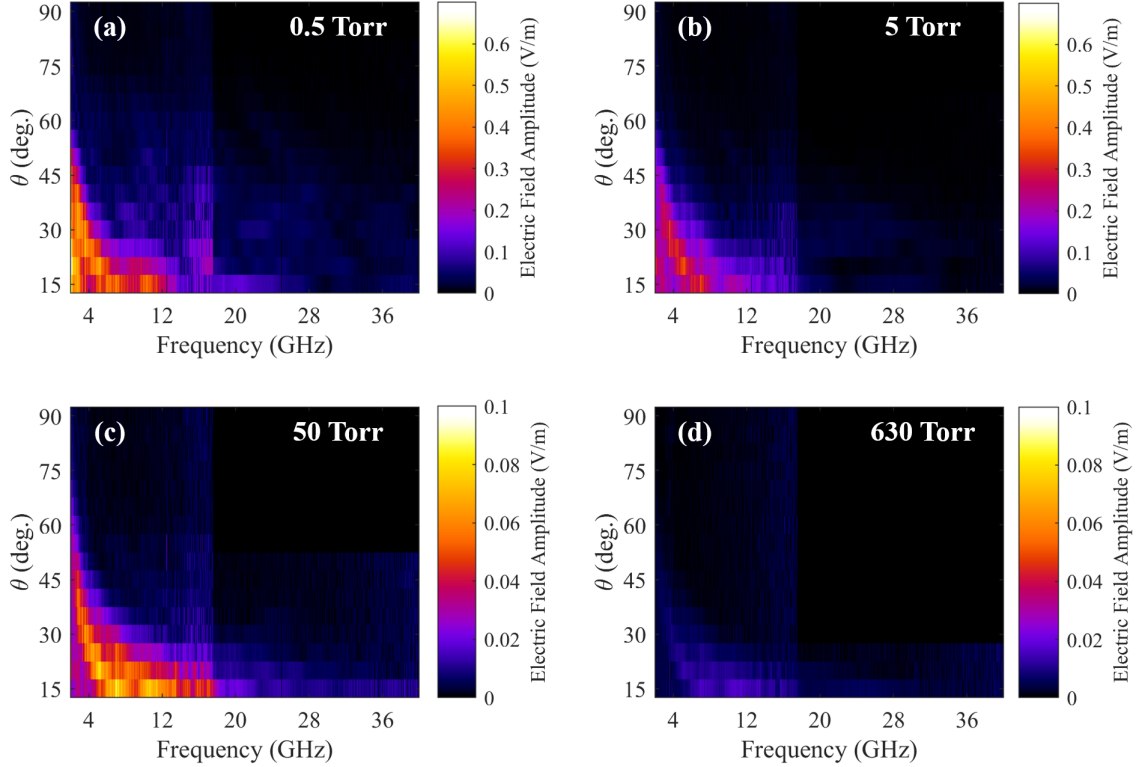 (a) 0.5 Torr
90
75
60
45
30
15
θ (deg.)
4 12 20 28 36
Frequency (GHz)
0.6
0.5
0.4
0.3
0.2
0.1
0
Electric Field Amplitude (V/m)
(b) 5 Torr
90
75
60
45
30
15
θ (deg.)
4 12 20 28 36
Frequency (GHz)
0.6
0.5
0.4
0.3
0.2
0.1
0
Electric Field Amplitude (V/m)
(c) 50 Torr
90
75
60
45
30
15
θ (deg.)
4 12 20 28 36
Frequency (GHz)
0.1
0.08
0.06
0.04
0.02
0
Electric Field Amplitude (V/m)
(d) 630 Torr
90
75
60
45
30
15
θ (deg.)
4 12 20 28 36
Frequency (GHz)
0.1
0.08
0.06
0.04
0.02
0
Electric Field Amplitude (V/m)